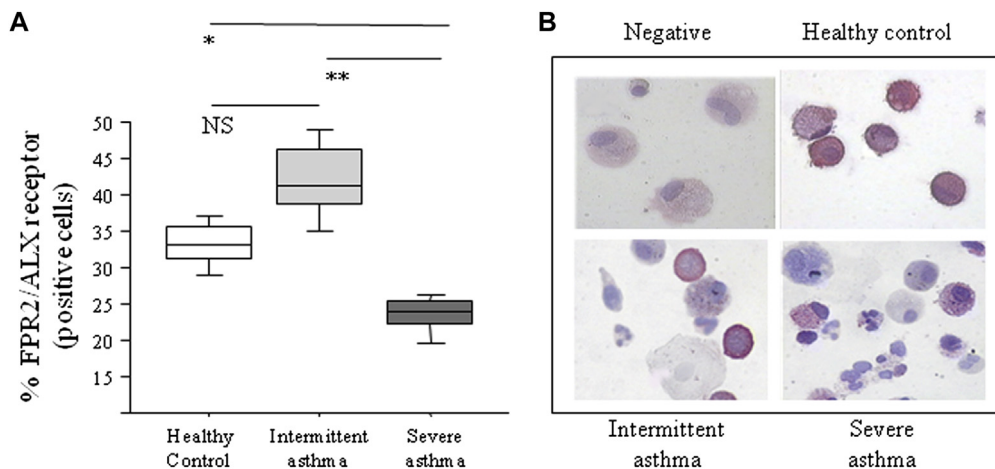 A
B
*
**
NS
% FPR2/ALX receptor
(positive cells)
50
45
40
35
30
25
20
15
Healthy
Control
Intermittent
asthma
Severe
asthma
Negative
Healthy control
Intermittent
asthma
Severe
asthma